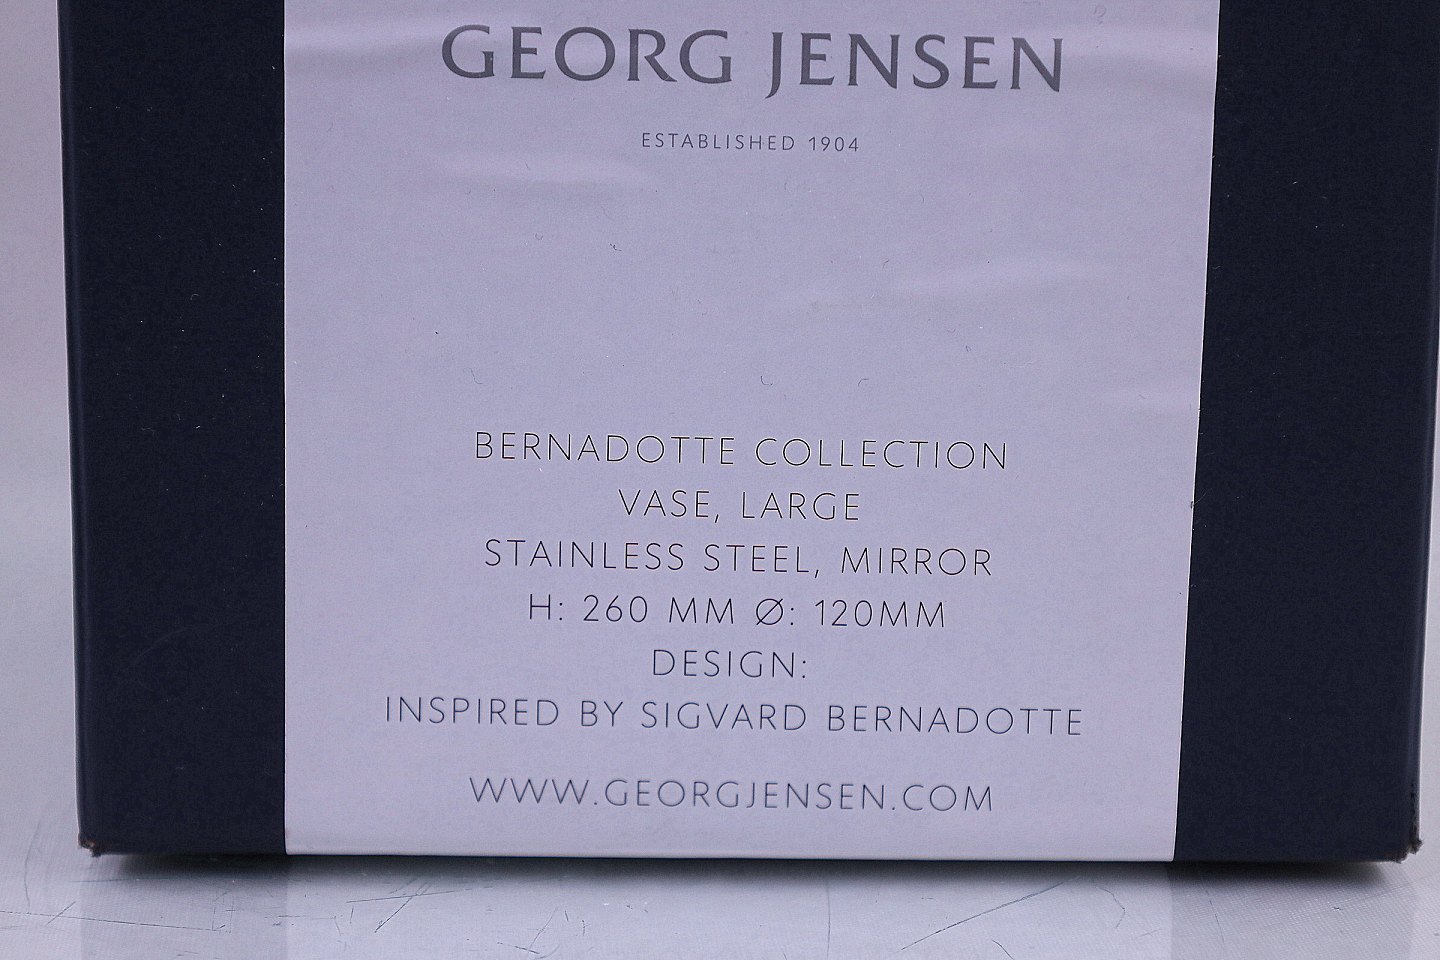 GEORG JENSEN
ESTABLISHED 1904
BERNADOTTE COLLECTION
VASE, LARGE
STAINLESS STEEL, MIRROR
H: 260 MM Ø: 120MM
DESIGN:
INSPIRED BY SIGVARD BERNADOTTE
WWW.GEORGJENSEN.COM